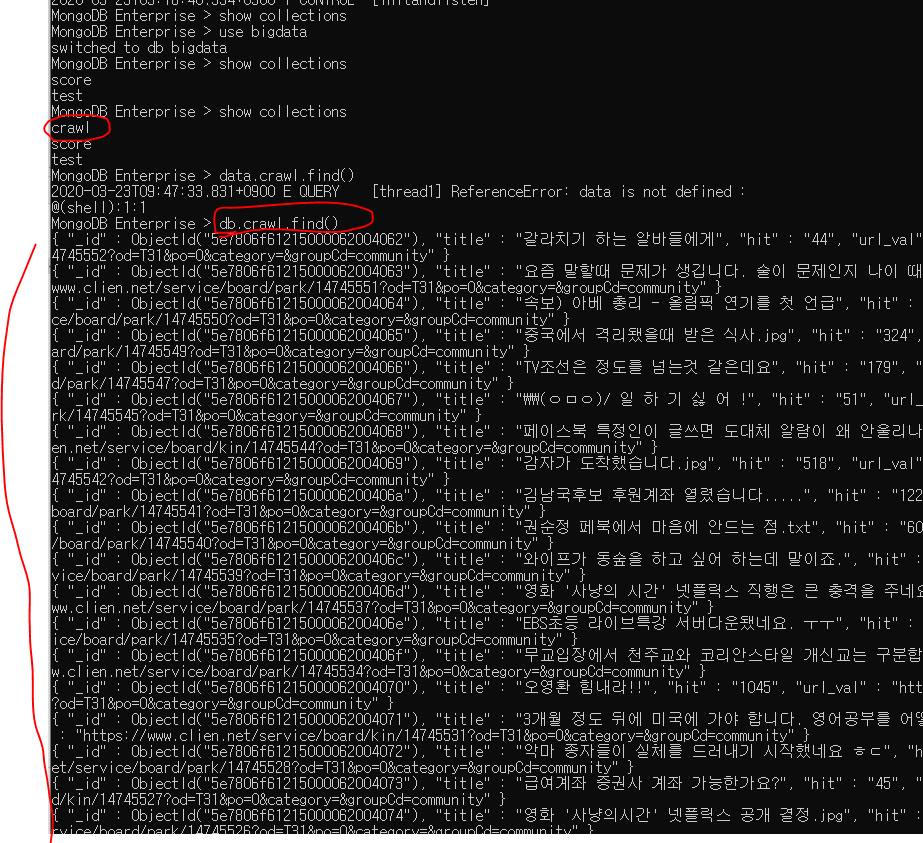 MongoDB Enterprise > show collections
MongoDB Enterprise > use bigdata
switched to db bigdata
MongoDB Enterprise > show collections
score
test
MongoDB Enterprise > show collections
crawl
score
test
MongoDB Enterprise > data.crawl.find()
2020-03-23T09:47:33.831+0900 E QUERY    [thread1] ReferenceError: data is not defined :
@(shell):1:1
MongoDB Enterprise > db.crawl.find()
{ "_id" : ObjectId("5e7806f61215000062004062"), "title" : "갈라치기 하는 알바들에게", "hit" : "44", "url_val"
4745552?od=T31&po=0&category=&groupCd=community" }
{ "_id" : ObjectId("5e7806f61215000062004063"), "title" : "요즘 말할때 문제가 생깁니다. 술이 문제인지 나이 때
www.clien.net/service/board/park/14745551?od=T31&po=0&category=&groupCd=community" }
{ "_id" : ObjectId("5e7806f61215000062004064"), "title" : "속보) 아베 총리 - 올림픽 연기를 첫 언급", "hit" :
ce/board/park/14745550?od=T31&po=0&category=&groupCd=community" }
{ "_id" : ObjectId("5e7806f61215000062004065"), "title" : "중국에서 격리됐을때 받은 식사.jpg", "hit" : "324",
ard/park/14745549?od=T31&po=0&category=&groupCd=community" }
{ "_id" : ObjectId("5e7806f61215000062004066"), "title" : "TV조선은 정도를 넘는것 같은데요", "hit" : "179", "
d/park/14745547?od=T31&po=0&category=&groupCd=community" }
{ "_id" : ObjectId("5e7806f61215000062004067"), "title" : "₩₩(ㅇㅁㅇ)/ 일 하 기 싫 어 !", "hit" : "51", "url_
rk/14745545?od=T31&po=0&category=&groupCd=community" }
{ "_id" : ObjectId("5e7806f61215000062004068"), "title" : "페이스북 특정인이 글쓰면 도대체 알람이 왜 안울리나
en.net/service/board/kin/14745544?od=T31&po=0&category=&groupCd=community" }
{ "_id" : ObjectId("5e7806f61215000062004069"), "title" : "감자가 도착했습니다.jpg", "hit" : "518", "url_val"
4745542?od=T31&po=0&category=&groupCd=community" }
{ "_id" : ObjectId("5e7806f6121500006200406a"), "title" : "김남국후보 후원계좌 열렸습니다.....", "hit" : "122
board/park/14745541?od=T31&po=0&category=&groupCd=community" }
{ "_id" : ObjectId("5e7806f6121500006200406b"), "title" : "권순정 페북에서 마음에 안드는 점.txt", "hit" : "60
/board/park/14745540?od=T31&po=0&category=&groupCd=community" }
{ "_id" : ObjectId("5e7806f6121500006200406c"), "title" : "와이프가 동숲을 하고 싶어 하는데 말이죠.", "hit" :
vice/board/park/14745539?od=T31&po=0&category=&groupCd=community" }
{ "_id" : ObjectId("5e7806f6121500006200406d"), "title" : "영화 '사냥의 시간' 넷플릭스 직행은 큰 충격을 주네요
ww.clien.net/service/board/park/14745537?od=T31&po=0&category=&groupCd=community" }
{ "_id" : ObjectId("5e7806f6121500006200406e"), "title" : "EBS초등 라이브특강 서버다운됐네요. ㅜㅜ", "hit" :
ice/board/park/14745535?od=T31&po=0&category=&groupCd=community" }
{ "_id" : ObjectId("5e7806f6121500006200406f"), "title" : "무교입장에서 천주교와 코리안스타일 개신교는 구분합
w.clien.net/service/board/park/14745534?od=T31&po=0&category=&groupCd=community" }
{ "_id" : ObjectId("5e7806f61215000062004070"), "title" : "오영환 힘내라!!", "hit" : "1045", "url_val" : "htt
?od=T31&po=0&category=&groupCd=community" }
{ "_id" : ObjectId("5e7806f61215000062004071"), "title" : "3개월 정도 뒤에 미국에 가야 합니다. 영어공부를 어떻
: "https://www.clien.net/service/board/kin/14745531?od=T31&po=0&category=&groupCd=community" }
{ "_id" : ObjectId("5e7806f61215000062004072"), "title" : "악마 종자들이 실체를 드러내기 시작했네요 ㅎㄷ", "h
et/service/board/park/14745528?od=T31&po=0&category=&groupCd=community" }
{ "_id" : ObjectId("5e7806f61215000062004073"), "title" : "급여계좌 증권사 계좌 가능한가요?", "hit" : "45",
d/kin/14745527?od=T31&po=0&category=&groupCd=community" }
{ "_id" : ObjectId("5e7806f61215000062004074"), "title" : "영화 '사냥의시간' 넷플릭스 공개 결정.jpg", "hit" :
rvice/board/park/14745526?od=T31&po=0&category=&groupCd=community" }